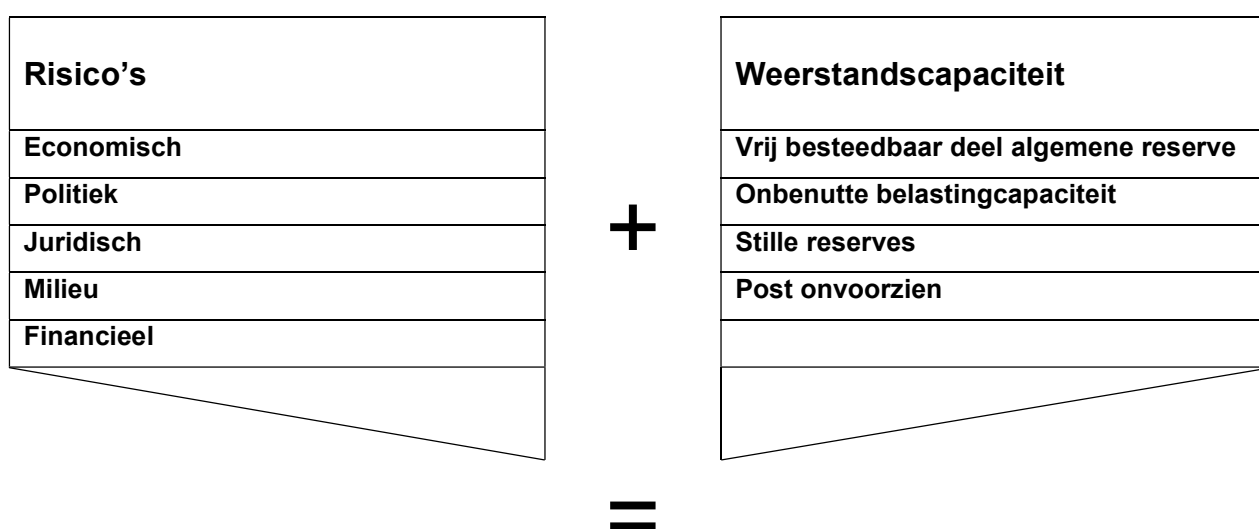 Risico’s
Economisch
Politiek
Juridisch
Milieu
Financieel
+
Weerstandscapaciteit
Vrij besteedbaar deel algemene reserve
Onbenutte belastingcapaciteit
Stille reserves
Post onvoorzien
=